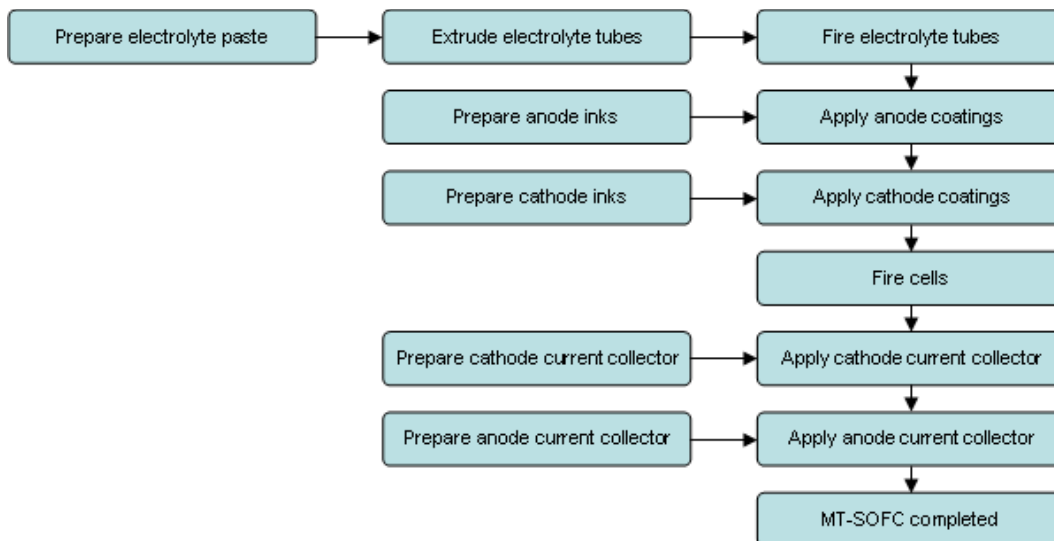 Prepare electrolyte paste
Extrude electrolyte tubes
Fire electrolyte tubes
Prepare anode inks
Apply anode coatings
Prepare cathode inks
Apply cathode coatings
Fire cells
Prepare cathode current collector
Apply cathode current collector
Prepare anode current collector
Apply anode current collector
MT-SOFC completed